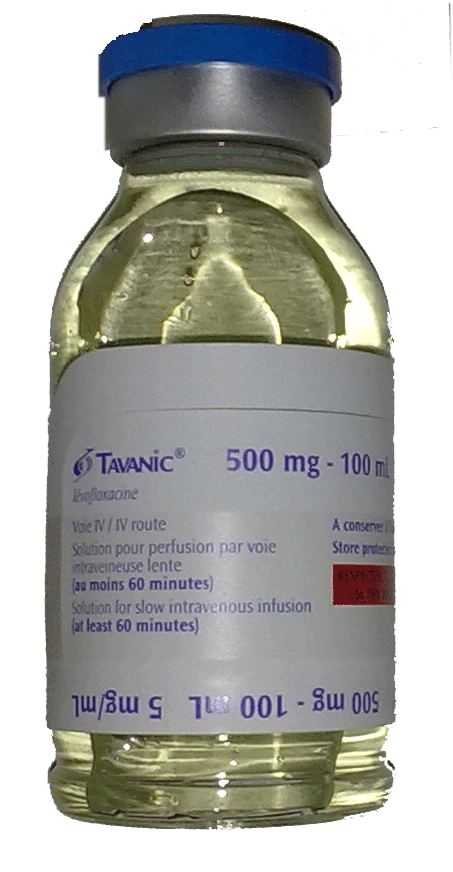 TAVANIC® 500 mg - 100 mL
lévofloxacine
Voie IV / IV route
Solution pour perfusion par voie
intraveineuse lente
(au moins 60 minutes)
Solution for slow intravenous infusion
(at least 60 minutes)
A conserver
Store
500 mg - 100 mL 5 mg/mL